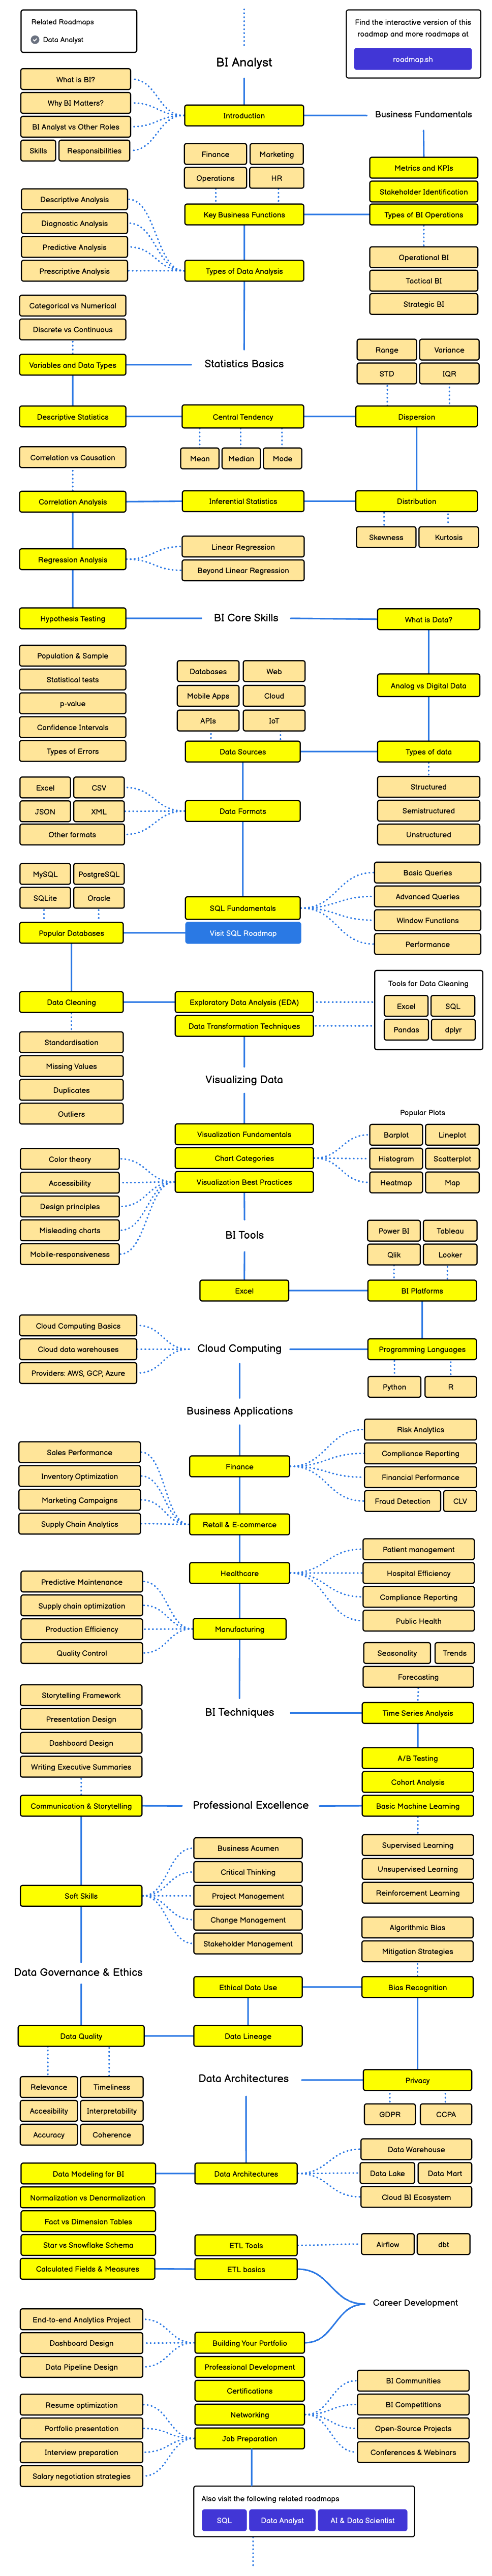 Related Roadmaps
Data Analyst
Find the interactive version of this
roadmap and more roadmaps at
roadmap.sh
BI Analyst
What is BI?
Why BI Matters?
BI Analyst vs Other Roles
Skills
Responsibilities
Introduction
Business Fundamentals
Finance
Marketing
Operations
HR
Key Business Functions
Metrics and KPIs
Stakeholder Identification
Types of BI Operations
Operational BI
Tactical BI
Strategic BI
Descriptive Analysis
Diagnostic Analysis
Predictive Analysis
Prescriptive Analysis
Types of Data Analysis
Categorical vs Numerical
Discrete vs Continuous
Variables and Data Types
Statistics Basics
Range
Variance
STD
IQR
Descriptive Statistics
Central Tendency
Dispersion
Mean
Median
Mode
Correlation vs Causation
Correlation Analysis
Inferential Statistics
Distribution
Skewness
Kurtosis
Regression Analysis
Linear Regression
Beyond Linear Regression
Hypothesis Testing
BI Core Skills
What is Data?
Population & Sample
Statistical tests
p-value
Confidence Intervals
Types of Errors
Databases
Web
Mobile Apps
Cloud
APIs
IoT
Data Sources
Analog vs Digital Data
Types of data
Structured
Semistructured
Unstructured
Excel
CSV
JSON
XML
Other formats
Data Formats
MySQL
PostgreSQL
SQLite
Oracle
Popular Databases
SQL Fundamentals
Visit SQL Roadmap
Basic Queries
Advanced Queries
Window Functions
Performance
Data Cleaning
Exploratory Data Analysis (EDA)
Data Transformation Techniques
Tools for Data Cleaning
Excel
SQL
Pandas
dplyr
Standardisation
Missing Values
Duplicates
Outliers
Visualizing Data
Popular Plots
Visualization Fundamentals
Chart Categories
Visualization Best Practices
Barplot
Lineplot
Histogram
Scatterplot
Heatmap
Map
Color theory
Accessibility
Design principles
Misleading charts
Mobile-responsiveness
BI Tools
Power BI
Tableau
Qlik
Looker
Excel
BI Platforms
Cloud Computing Basics
Cloud data warehouses
Providers: AWS, GCP, Azure
Cloud Computing
Programming Languages
Python
R
Business Applications
Finance
Risk Analytics
Compliance Reporting
Financial Performance
Fraud Detection
CLV
Sales Performance
Inventory Optimization
Marketing Campaigns
Supply Chain Analytics
Retail & E-commerce
Healthcare
Patient management
Hospital Efficiency
Compliance Reporting
Public Health
Predictive Maintenance
Supply chain optimization
Production Efficiency
Quality Control
Manufacturing
Seasonality
Trends
Forecasting
BI Techniques
Time Series Analysis
A/B Testing
Cohort Analysis
Basic Machine Learning
Storytelling Framework
Presentation Design
Dashboard Design
Writing Executive Summaries
Communication & Storytelling
Professional Excellence
Supervised Learning
Unsupervised Learning
Reinforcement Learning
Soft Skills
Business Acumen
Critical Thinking
Project Management
Change Management
Stakeholder Management
Algorithmic Bias
Mitigation Strategies
Data Governance & Ethics
Ethical Data Use
Bias Recognition
Data Quality
Data Lineage
Relevance
Timeliness
Accesibility
Interpretability
Accuracy
Coherence
Data Architectures
Privacy
GDPR
CCPA
Data Modeling for BI
Normalization vs Denormalization
Fact vs Dimension Tables
Star vs Snowflake Schema
Calculated Fields & Measures
Data Architectures
Data Warehouse
Data Lake
Data Mart
Cloud BI Ecosystem
ETL Tools
ETL basics
Airflow
dbt
Career Development
End-to-end Analytics Project
Dashboard Design
Data Pipeline Design
Building Your Portfolio
Professional Development
Certifications
Networking
Job Preparation
BI Communities
BI Competitions
Open-Source Projects
Conferences & Webinars
Resume optimization
Portfolio presentation
Interview preparation
Salary negotiation strategies
Also visit the following related roadmaps
SQL
Data Analyst
AI & Data Scientist